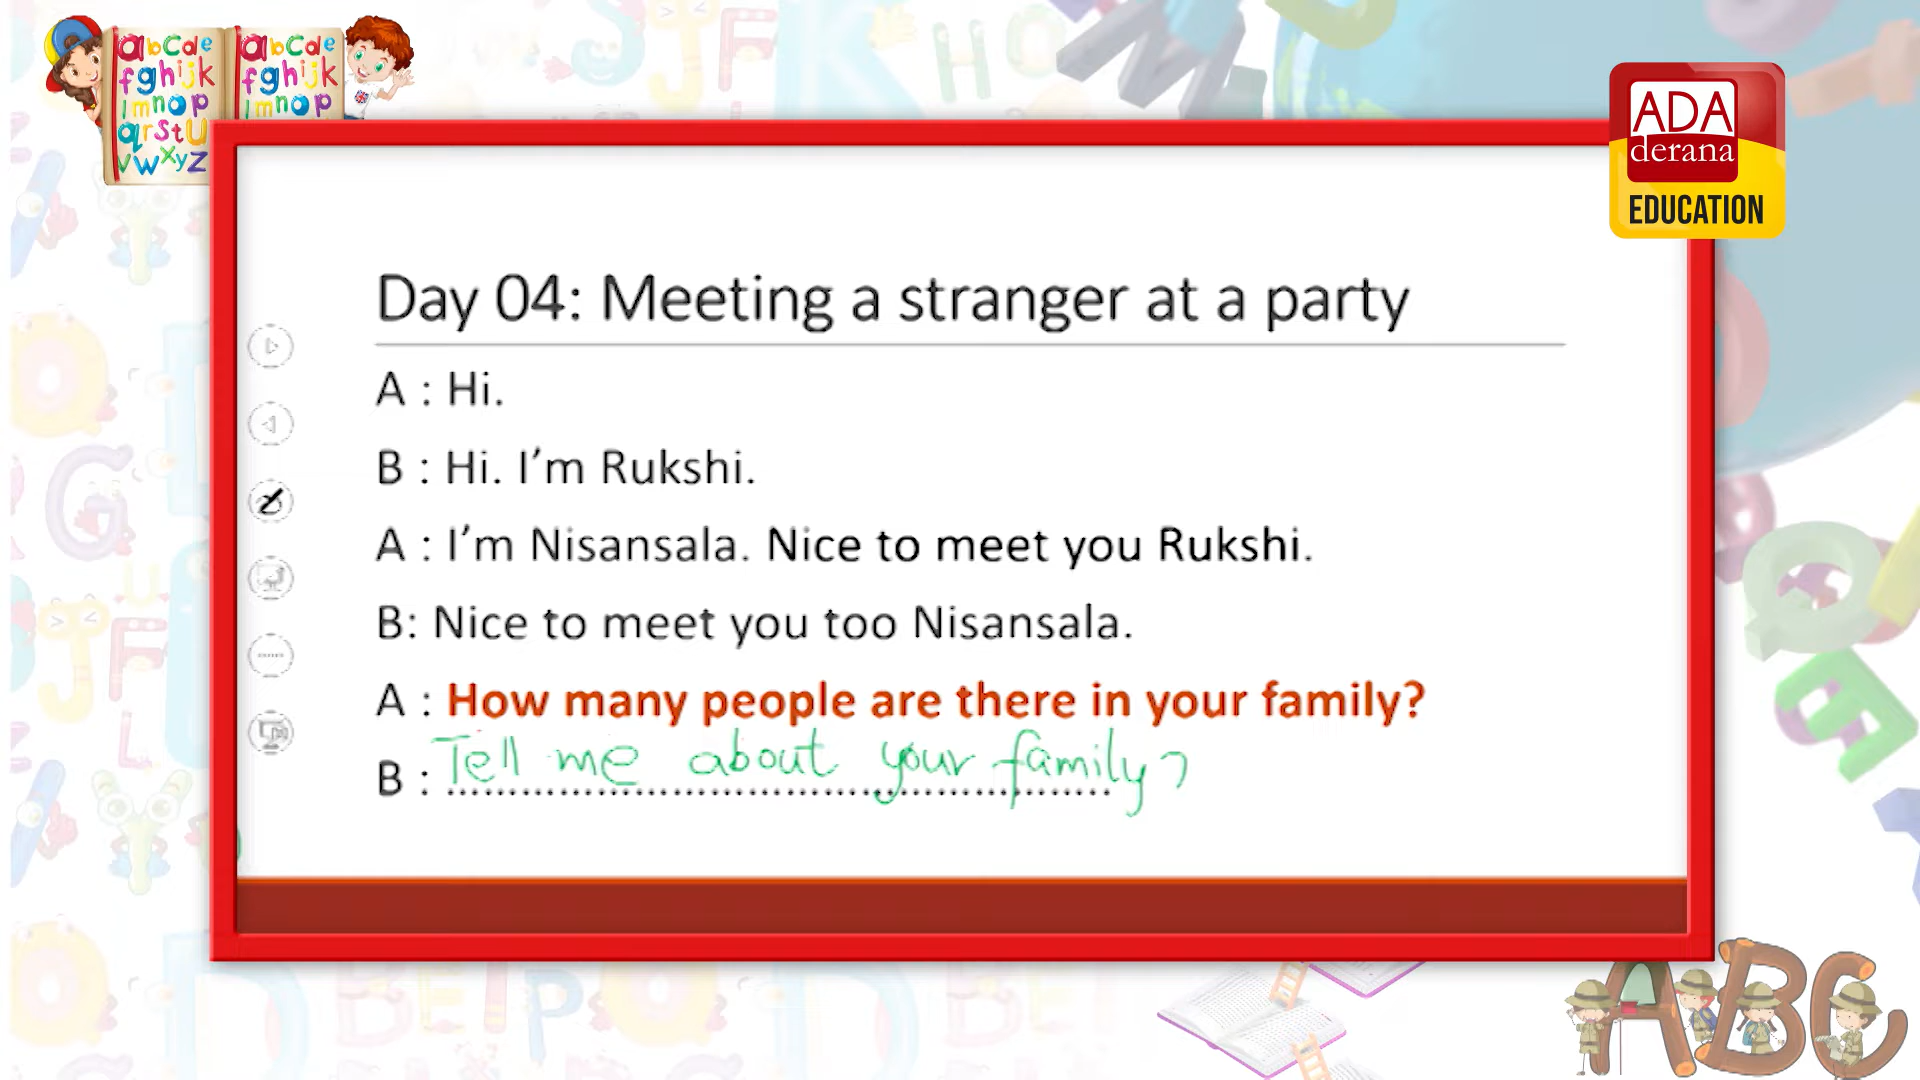 abcde
fghijk
lmnop
qrstu
vwxyz
abcde
fghijk
lmnop
ADA
derana
EDUCATION
Day 04: Meeting a stranger at a party
A : Hi.
B : Hi. I’m Rukshi.
A : I’m Nisansala. Nice to meet you Rukshi.
B: Nice to meet you too Nisansala.
A : How many people are there in your family?
Tell me about your family?
B : ......................................................
ABC